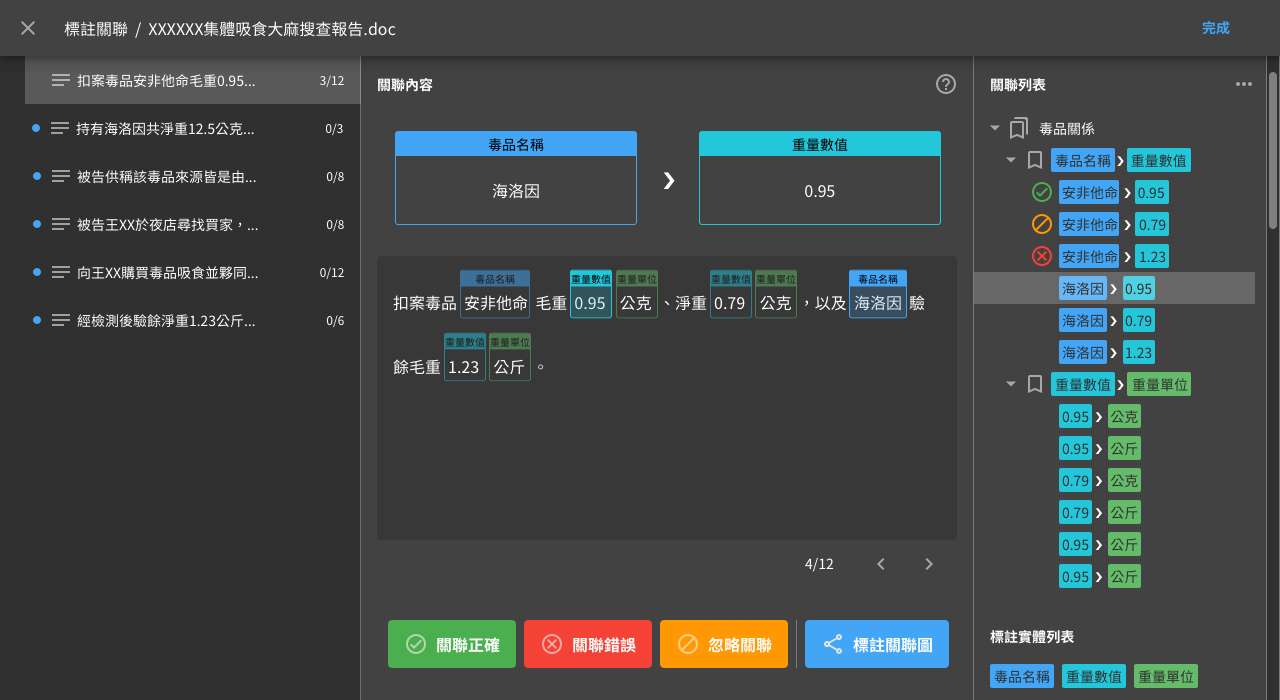 標註關聯 / XXXXXX集體吸食大麻搜查報告.doc
完成
扣案毒品安非他命毛重0.95... 3/12
持有海洛因共淨重12.5公克... 0/3
被告供稱該毒品來源皆是由... 0/8
被告王XX於夜店尋找買家，... 0/8
向王XX購買毒品吸食並夥同... 0/12
經檢測後驗餘淨重1.23公斤... 0/6
關聯內容
毒品名稱 重量數值
海洛因 › 0.95
毒品名稱 重量數值 重量單位 重量數值 重量單位 毒品名稱
扣案毒品 安非他命 毛重 0.95 公克 、淨重 0.79 公克 ，以及 海洛因 驗
重量數值 重量單位
餘毛重 1.23 公斤 。
4/12
關聯正確 關聯錯誤 忽略關聯 標註關聯圖
關聯列表
毒品關係
毒品名稱 › 重量數值
安非他命 › 0.95
安非他命 › 0.79
安非他命 › 1.23
海洛因 › 0.95
海洛因 › 0.79
海洛因 › 1.23
重量數值 › 重量單位
0.95 › 公克
0.95 › 公斤
0.79 › 公克
0.79 › 公斤
0.95 › 公斤
0.95 › 公斤
標註實體列表
毒品名稱 重量數值 重量單位